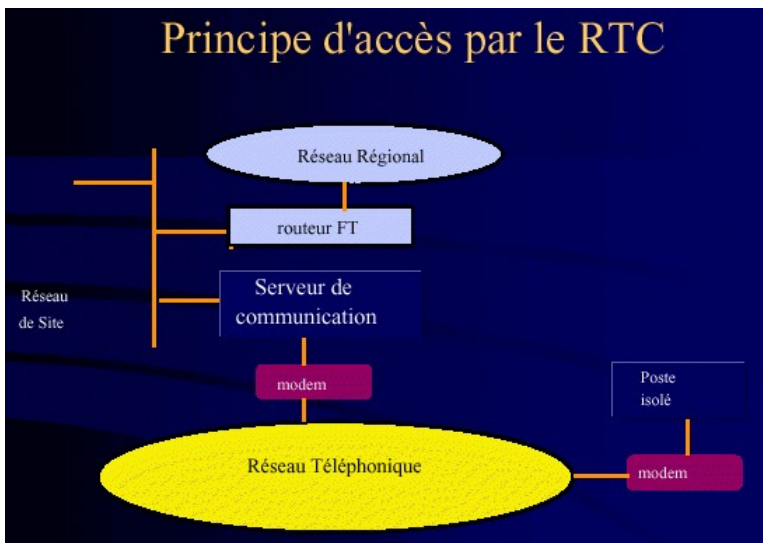 Principe d'accès par le RTC
Réseau Régional
routeur FT
Serveur de
communication
Réseau
de Site
modem
Poste
isolé
Réseau Téléphonique
modem